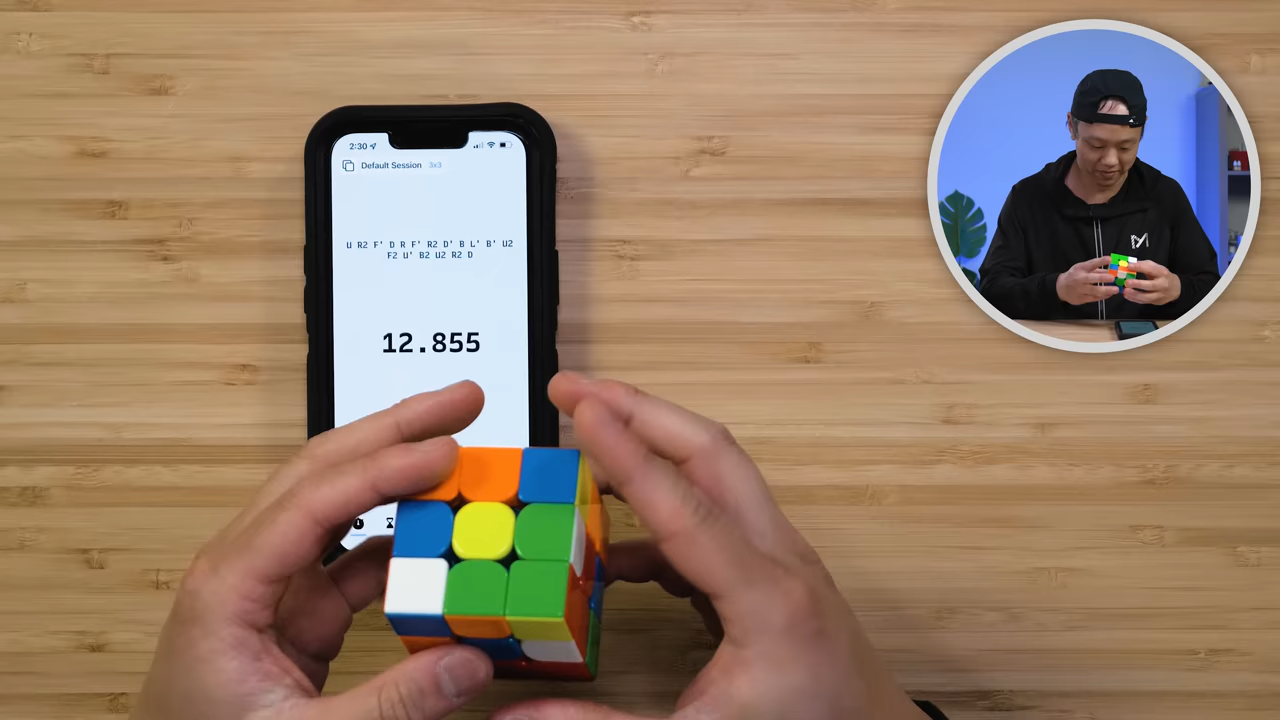 2:30
Default Session 3x3
U R2 F' D R F' R2 D' B L' B' U2
F2 U' B2 U2 R2 D
12.855